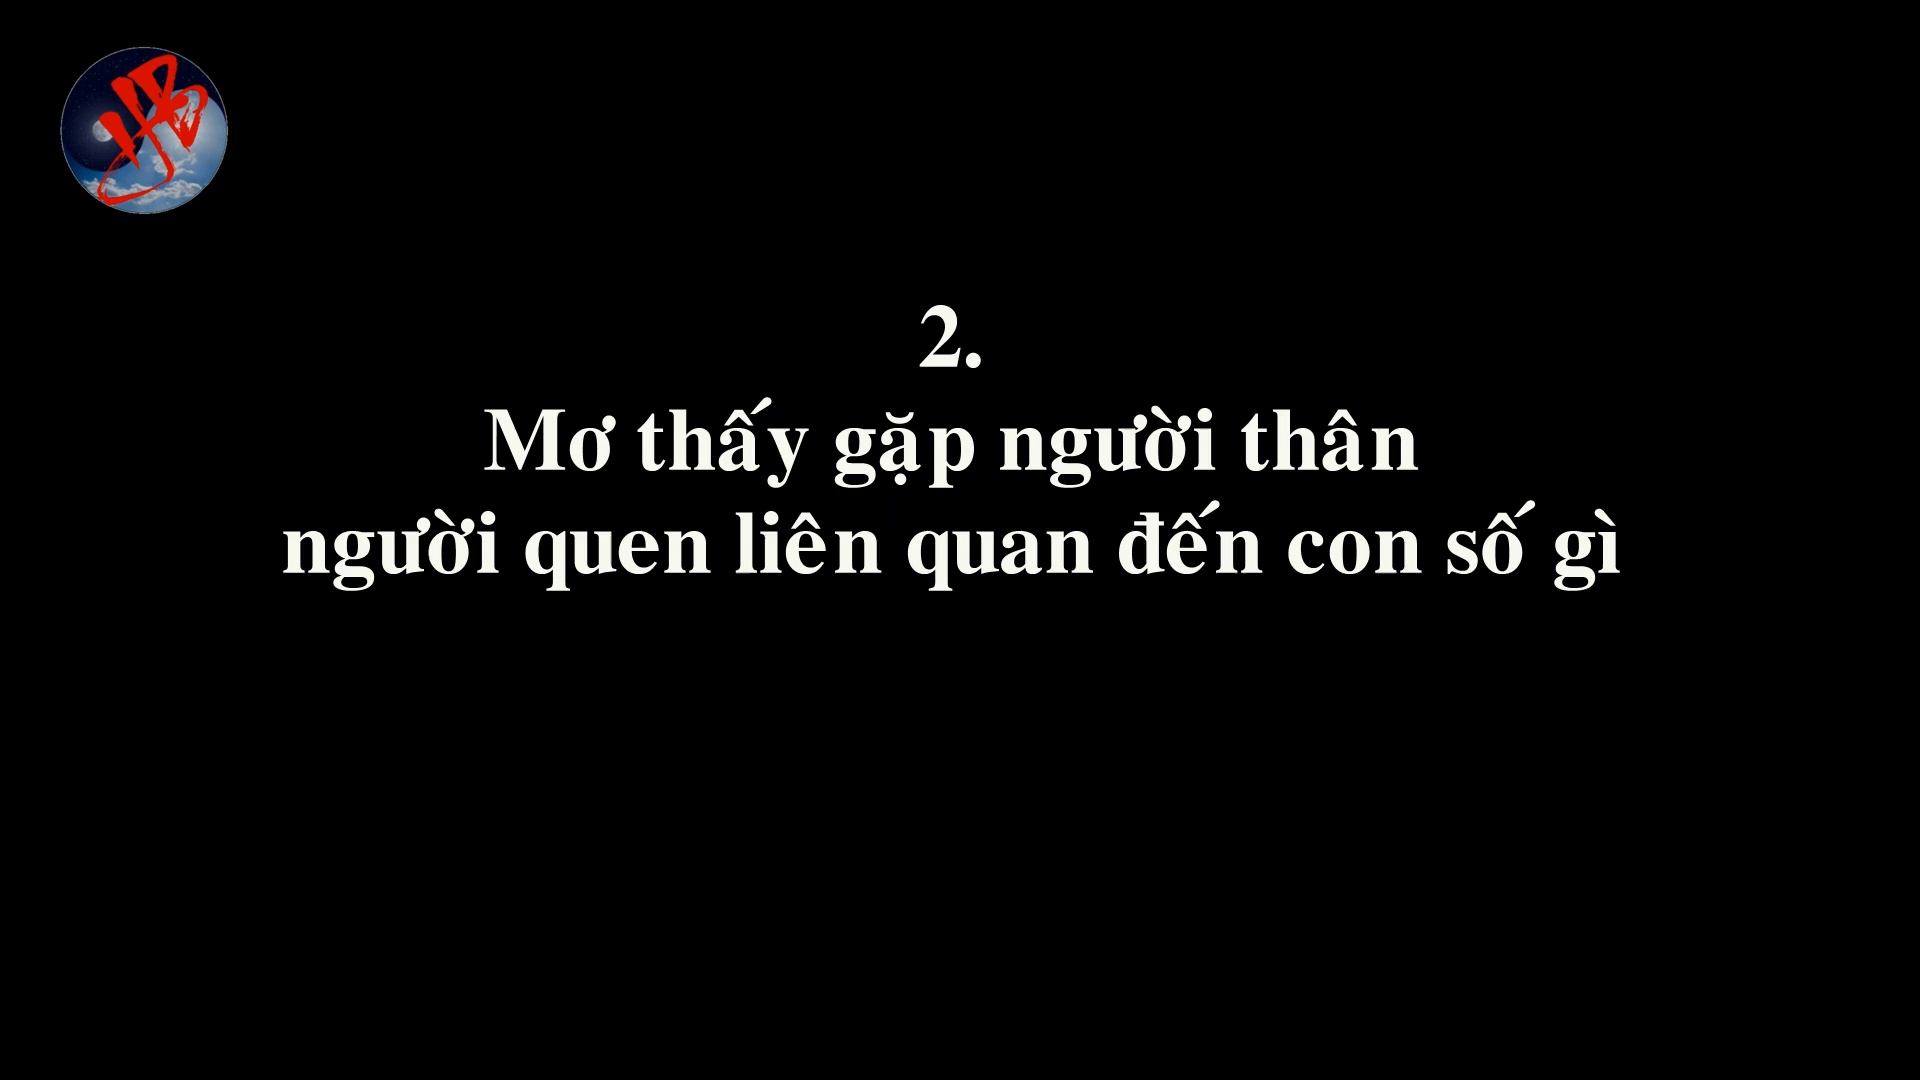 2.
Mơ thấy gặp người thân
người quen liên quan đến con số gì